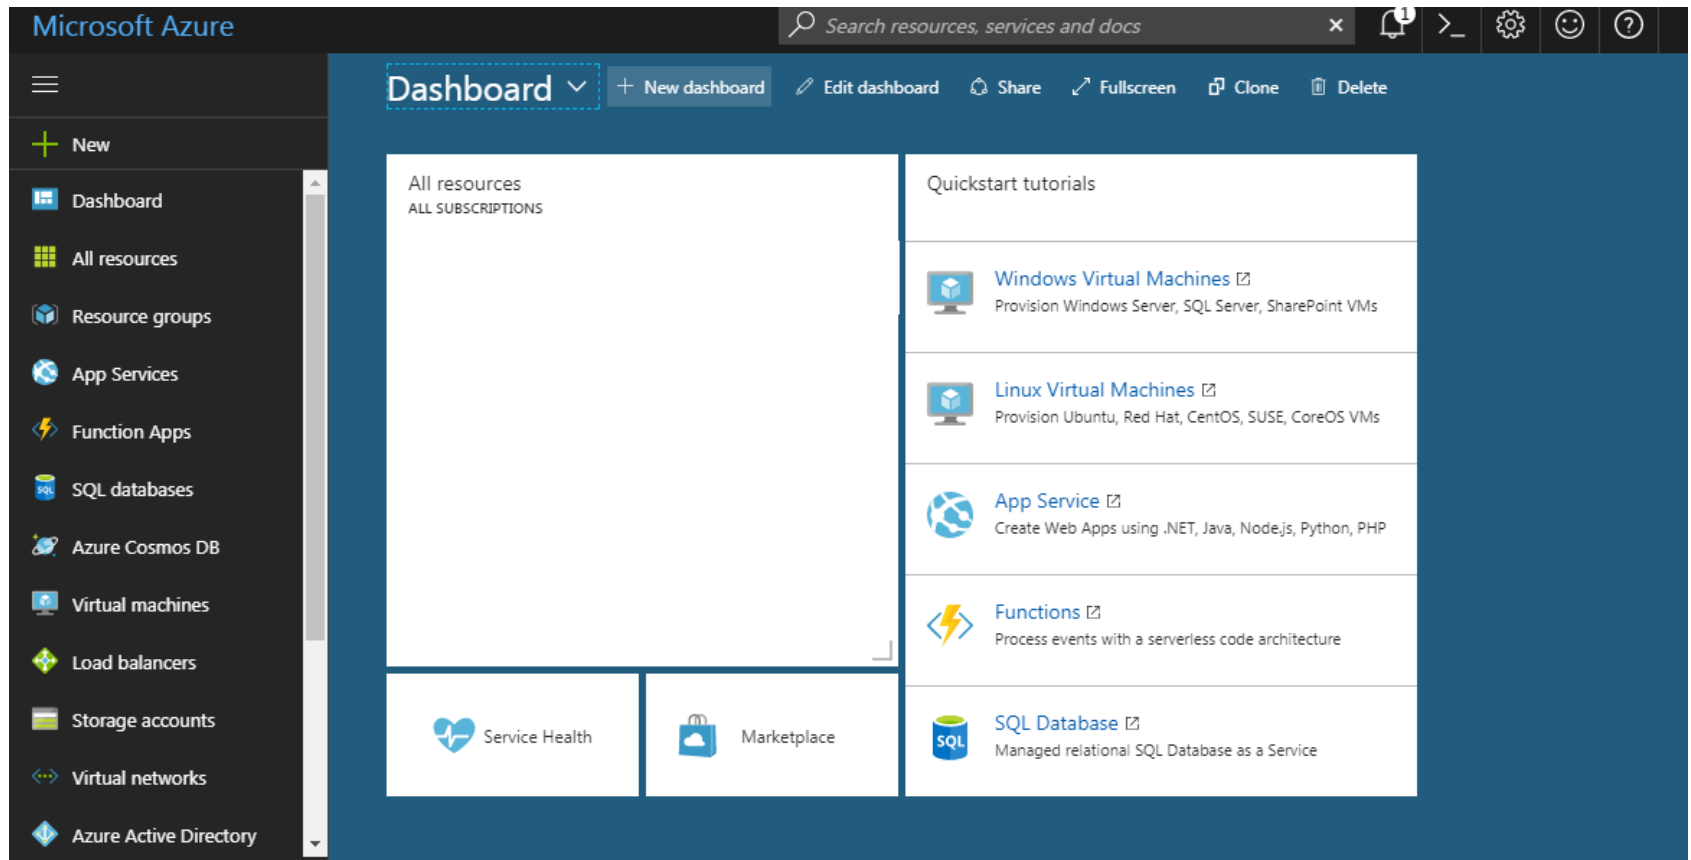 Microsoft Azure
Search resources, services and docs
1
Dashboard
New dashboard
Edit dashboard
Share
Fullscreen
Clone
Delete
New
Dashboard
All resources
Resource groups
App Services
Function Apps
SQL databases
Azure Cosmos DB
Virtual machines
Load balancers
Storage accounts
Virtual networks
Azure Active Directory
All resources
ALL SUBSCRIPTIONS
Service Health
Marketplace
Quickstart tutorials
Windows Virtual Machines
Provision Windows Server, SQL Server, SharePoint VMs
Linux Virtual Machines
Provision Ubuntu, Red Hat, CentOS, SUSE, CoreOS VMs
App Service
Create Web Apps using .NET, Java, Node.js, Python, PHP
Functions
Process events with a serverless code architecture
SQL
SQL Database
Managed relational SQL Database as a Service